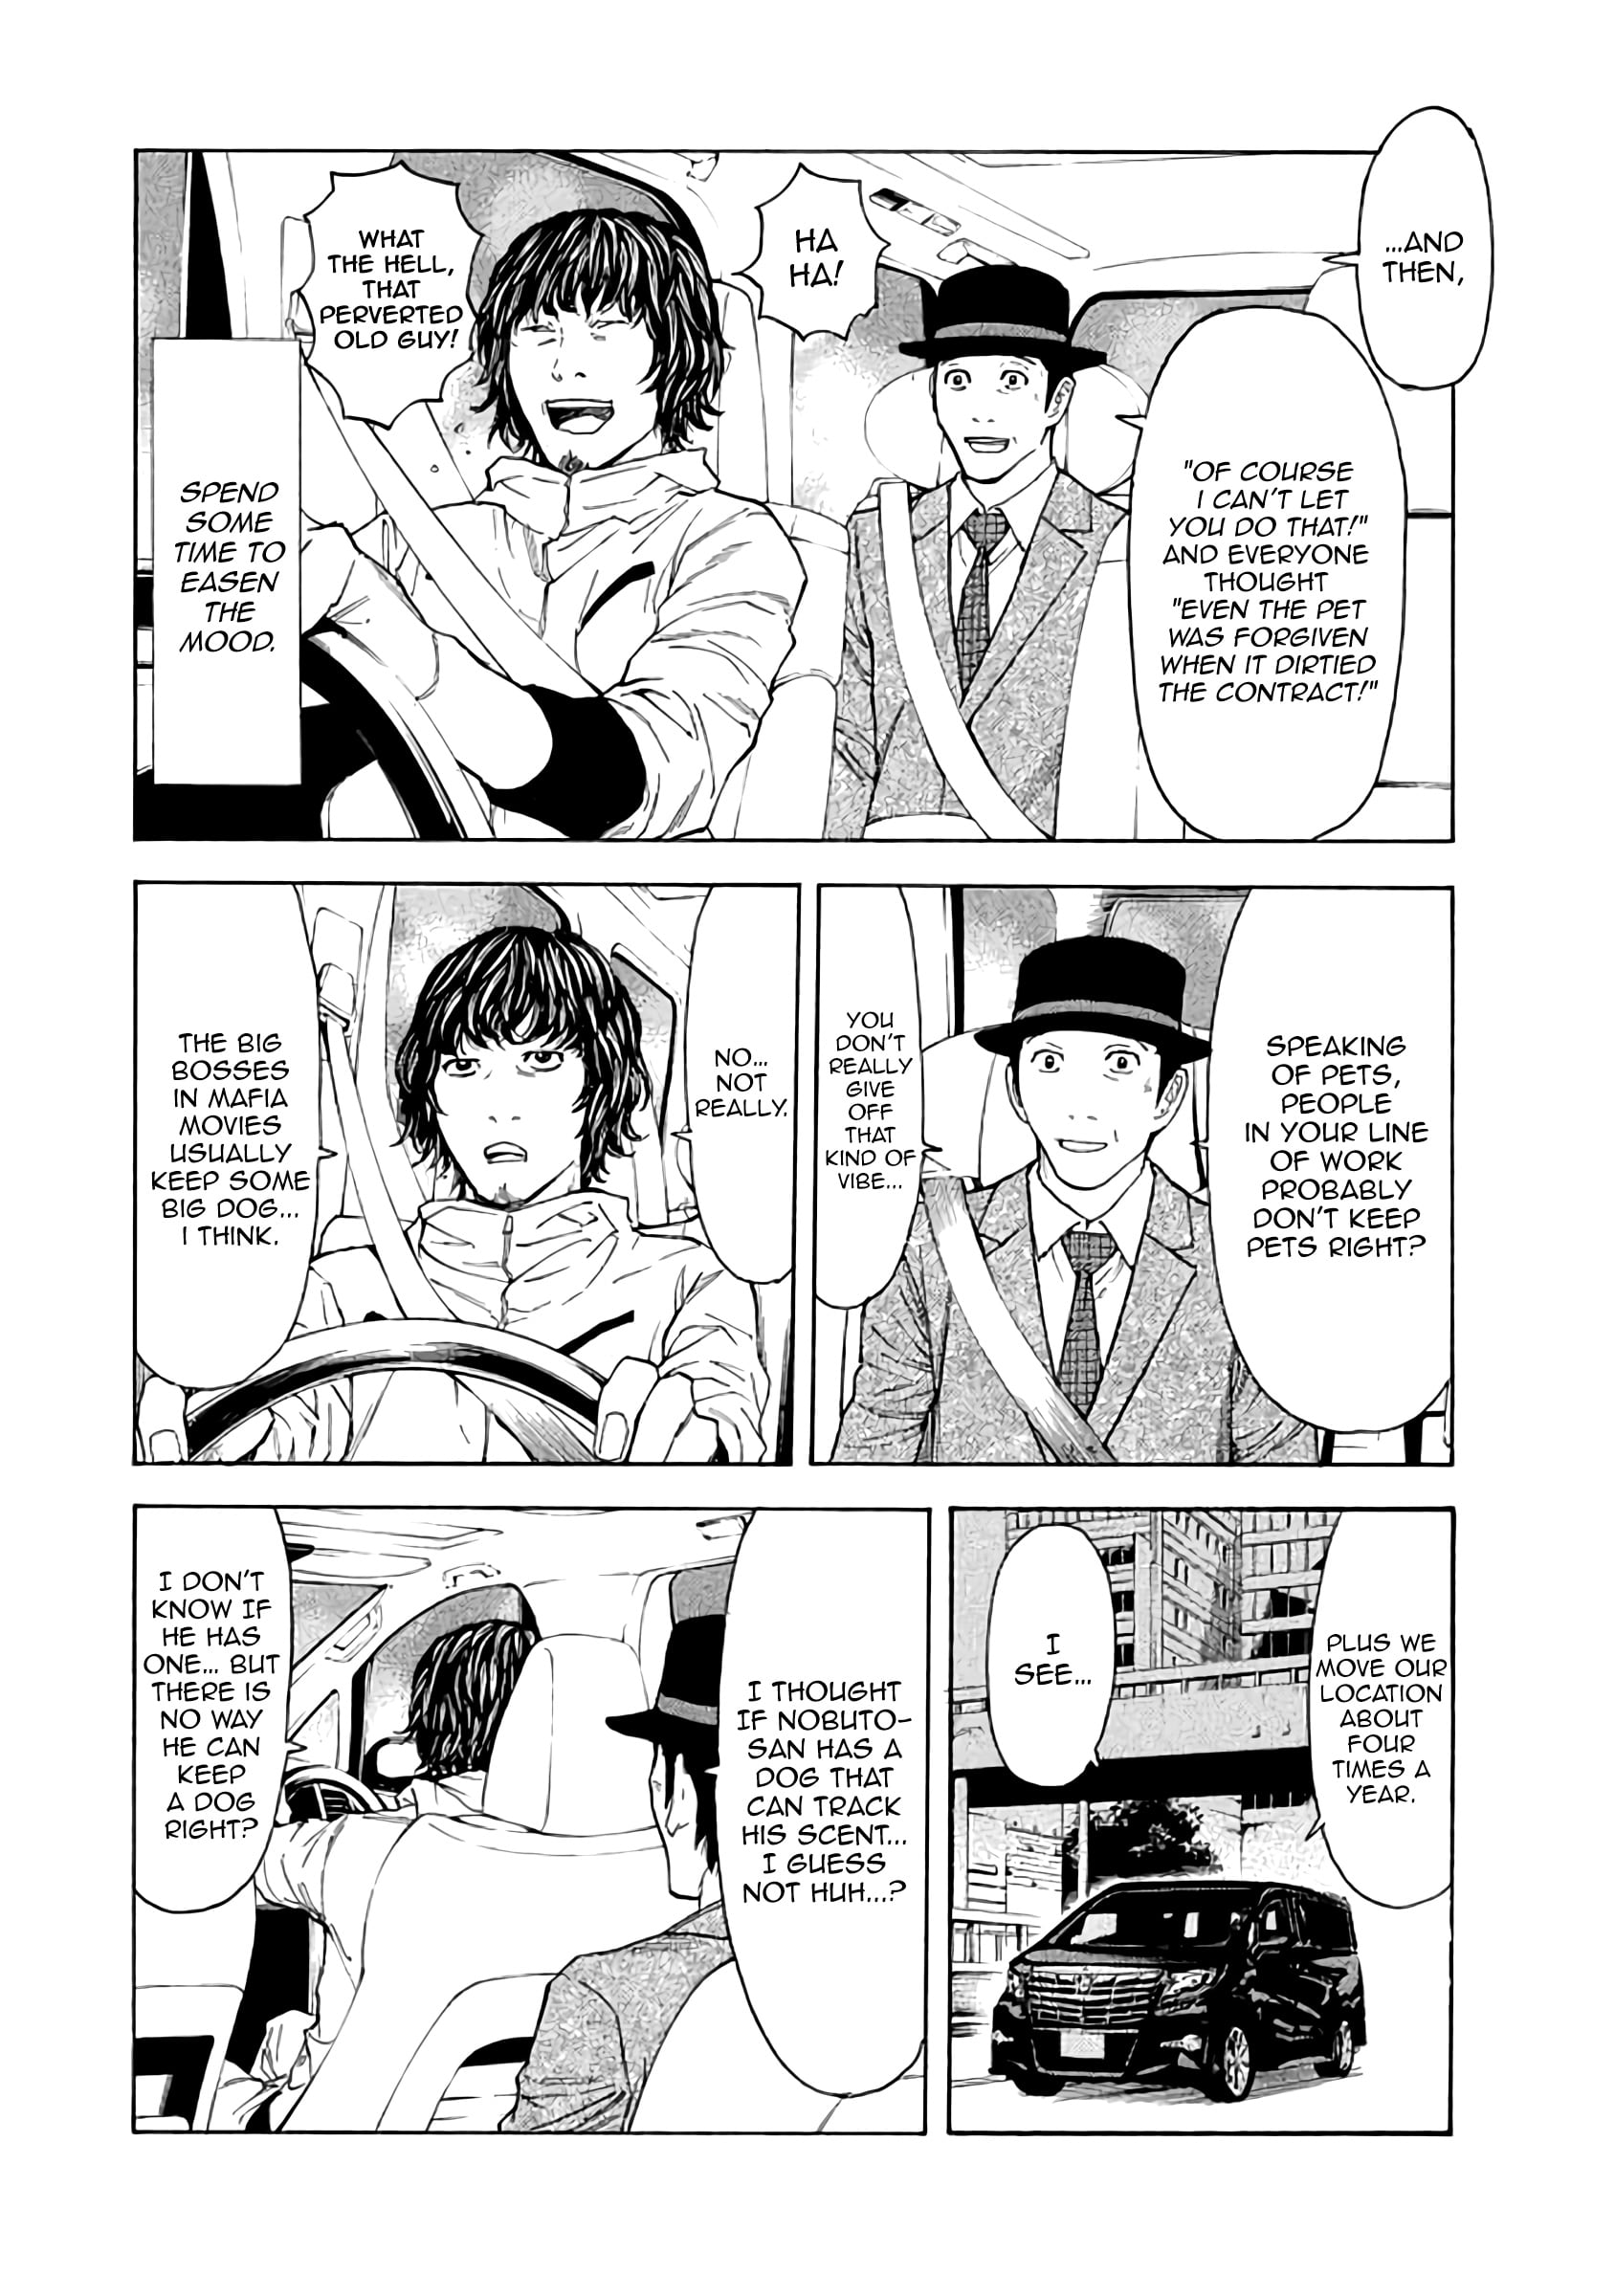 ...AND
THEN,
"OF COURSE
I CAN'T LET
YOU DO THAT!"
AND EVERYONE
THOUGHT
"EVEN THE PET
WAS FORGIVEN
WHEN IT DIRTIED
THE CONTRACT!"
HA
HA!
WHAT
THE HELL,
THAT
PERVERTED
OLD GUY!
SPEND
SOME
TIME TO
EASEN
THE
MOOD.
SPEAKING
OF PETS,
PEOPLE
IN YOUR LINE
OF WORK
PROBABLY
DON'T KEEP
PETS RIGHT?
YOU
DON'T
REALLY
GIVE
OFF
THAT
KIND OF
VIBE...
NO...
NOT
REALLY.
THE BIG
BOSSES
IN MAFIA
MOVIES
USUALLY
KEEP SOME
BIG DOG...
I THINK.
PLUS WE
MOVE OUR
LOCATION
ABOUT
FOUR
TIMES A
YEAR.
I
SEE...
I THOUGHT
IF NOBUTO-
SAN HAS A
DOG THAT
CAN TRACK
HIS SCENT...
I GUESS
NOT HUH...?
I DON'T
KNOW IF
HE HAS
ONE... BUT
THERE IS
NO WAY
HE CAN
KEEP
A DOG
RIGHT?